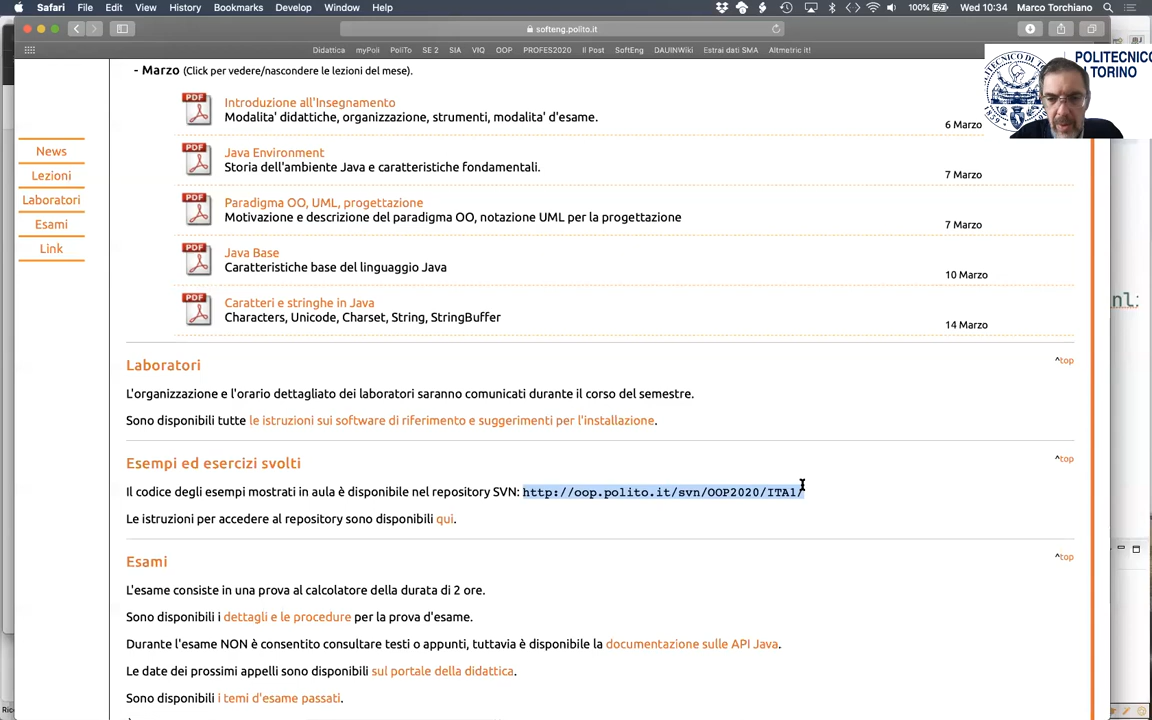 Safari File Edit View History Bookmarks Develop Window Help 100% Wed 10:34 Marco Torchiano
softeng.polito.it
Didattica myPoli PoliTo SE 2 SIA VIQ OOP PROFES2020 Il Post SoftEng DAUINWiki Estrai dati SMA Altmetric it!
POLITECNICO
DI TORINO
- Marzo (Click per vedere/nascondere le lezioni del mese).
PDF
Introduzione all'Insegnamento
Modalita' didattiche, organizzazione, strumenti, modalita' d'esame.
6 Marzo
PDF
Java Environment
Storia dell'ambiente Java e caratteristiche fondamentali.
7 Marzo
PDF
Paradigma OO, UML, progettazione
Motivazione e descrizione del paradigma OO, notazione UML per la progettazione
7 Marzo
PDF
Java Base
Caratteristiche base del linguaggio Java
10 Marzo
PDF
Caratteri e stringhe in Java
Characters, Unicode, Charset, String, StringBuffer
14 Marzo
News
Lezioni
Laboratori
Esami
Link
Laboratori
^top
L'organizzazione e l'orario dettagliato dei laboratori saranno comunicati durante il corso del semestre.
Sono disponibili tutte le istruzioni sui software di riferimento e suggerimenti per l'installazione.
Esempi ed esercizi svolti
^top
Il codice degli esempi mostrati in aula è disponibile nel repository SVN: http://oop.polito.it/svn/OOP2020/ITA1/
Le istruzioni per accedere al repository sono disponibili qui.
Esami
^top
L'esame consiste in una prova al calcolatore della durata di 2 ore.
Sono disponibili i dettagli e le procedure per la prova d'esame.
Durante l'esame NON è consentito consultare testi o appunti, tuttavia è disponibile la documentazione sulle API Java.
Le date dei prossimi appelli sono disponibili sul portale della didattica.
Sono disponibili i temi d'esame passati.